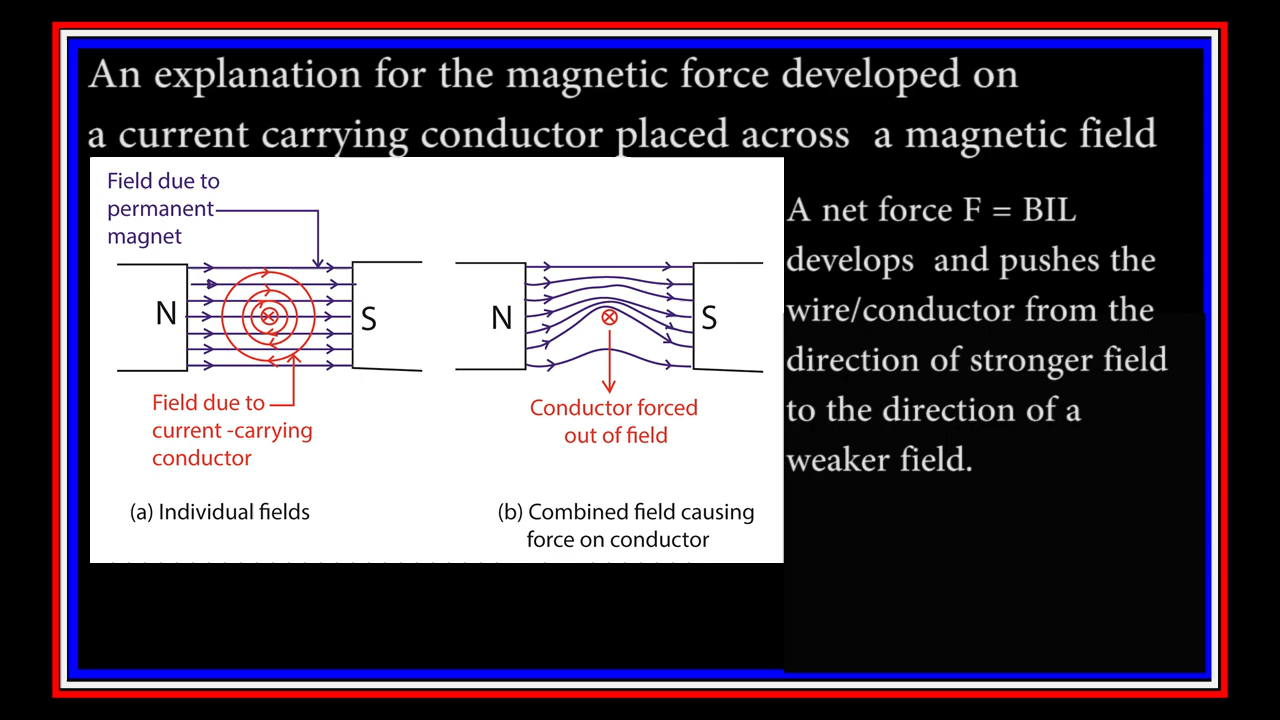 An explanation for the magnetic force developed on
a current carrying conductor placed across a magnetic field
Field due to
permanent
magnet
N
S
Field due to
current -carrying
conductor
(a) Individual fields
N
S
Conductor forced
out of field
(b) Combined field causing
force on conductor
A net force F = BIL
develops and pushes the
wire/conductor from the
direction of stronger field
to the direction of a
weaker field.